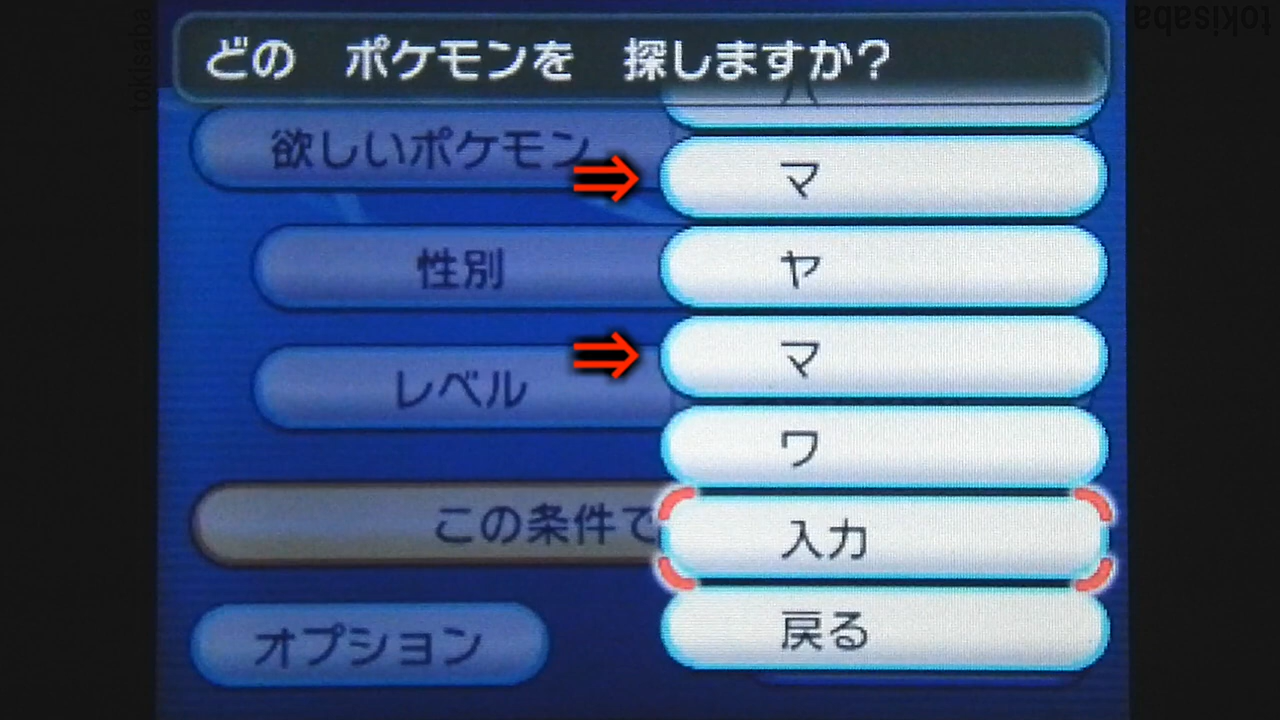 どの ポケモンを 探しますか?
ハ
欲しいポケモン
マ
性別
ヤ
レベル
マ
ワ
この条件で
入力
オプション
戻る
tokisaba
tokisaba